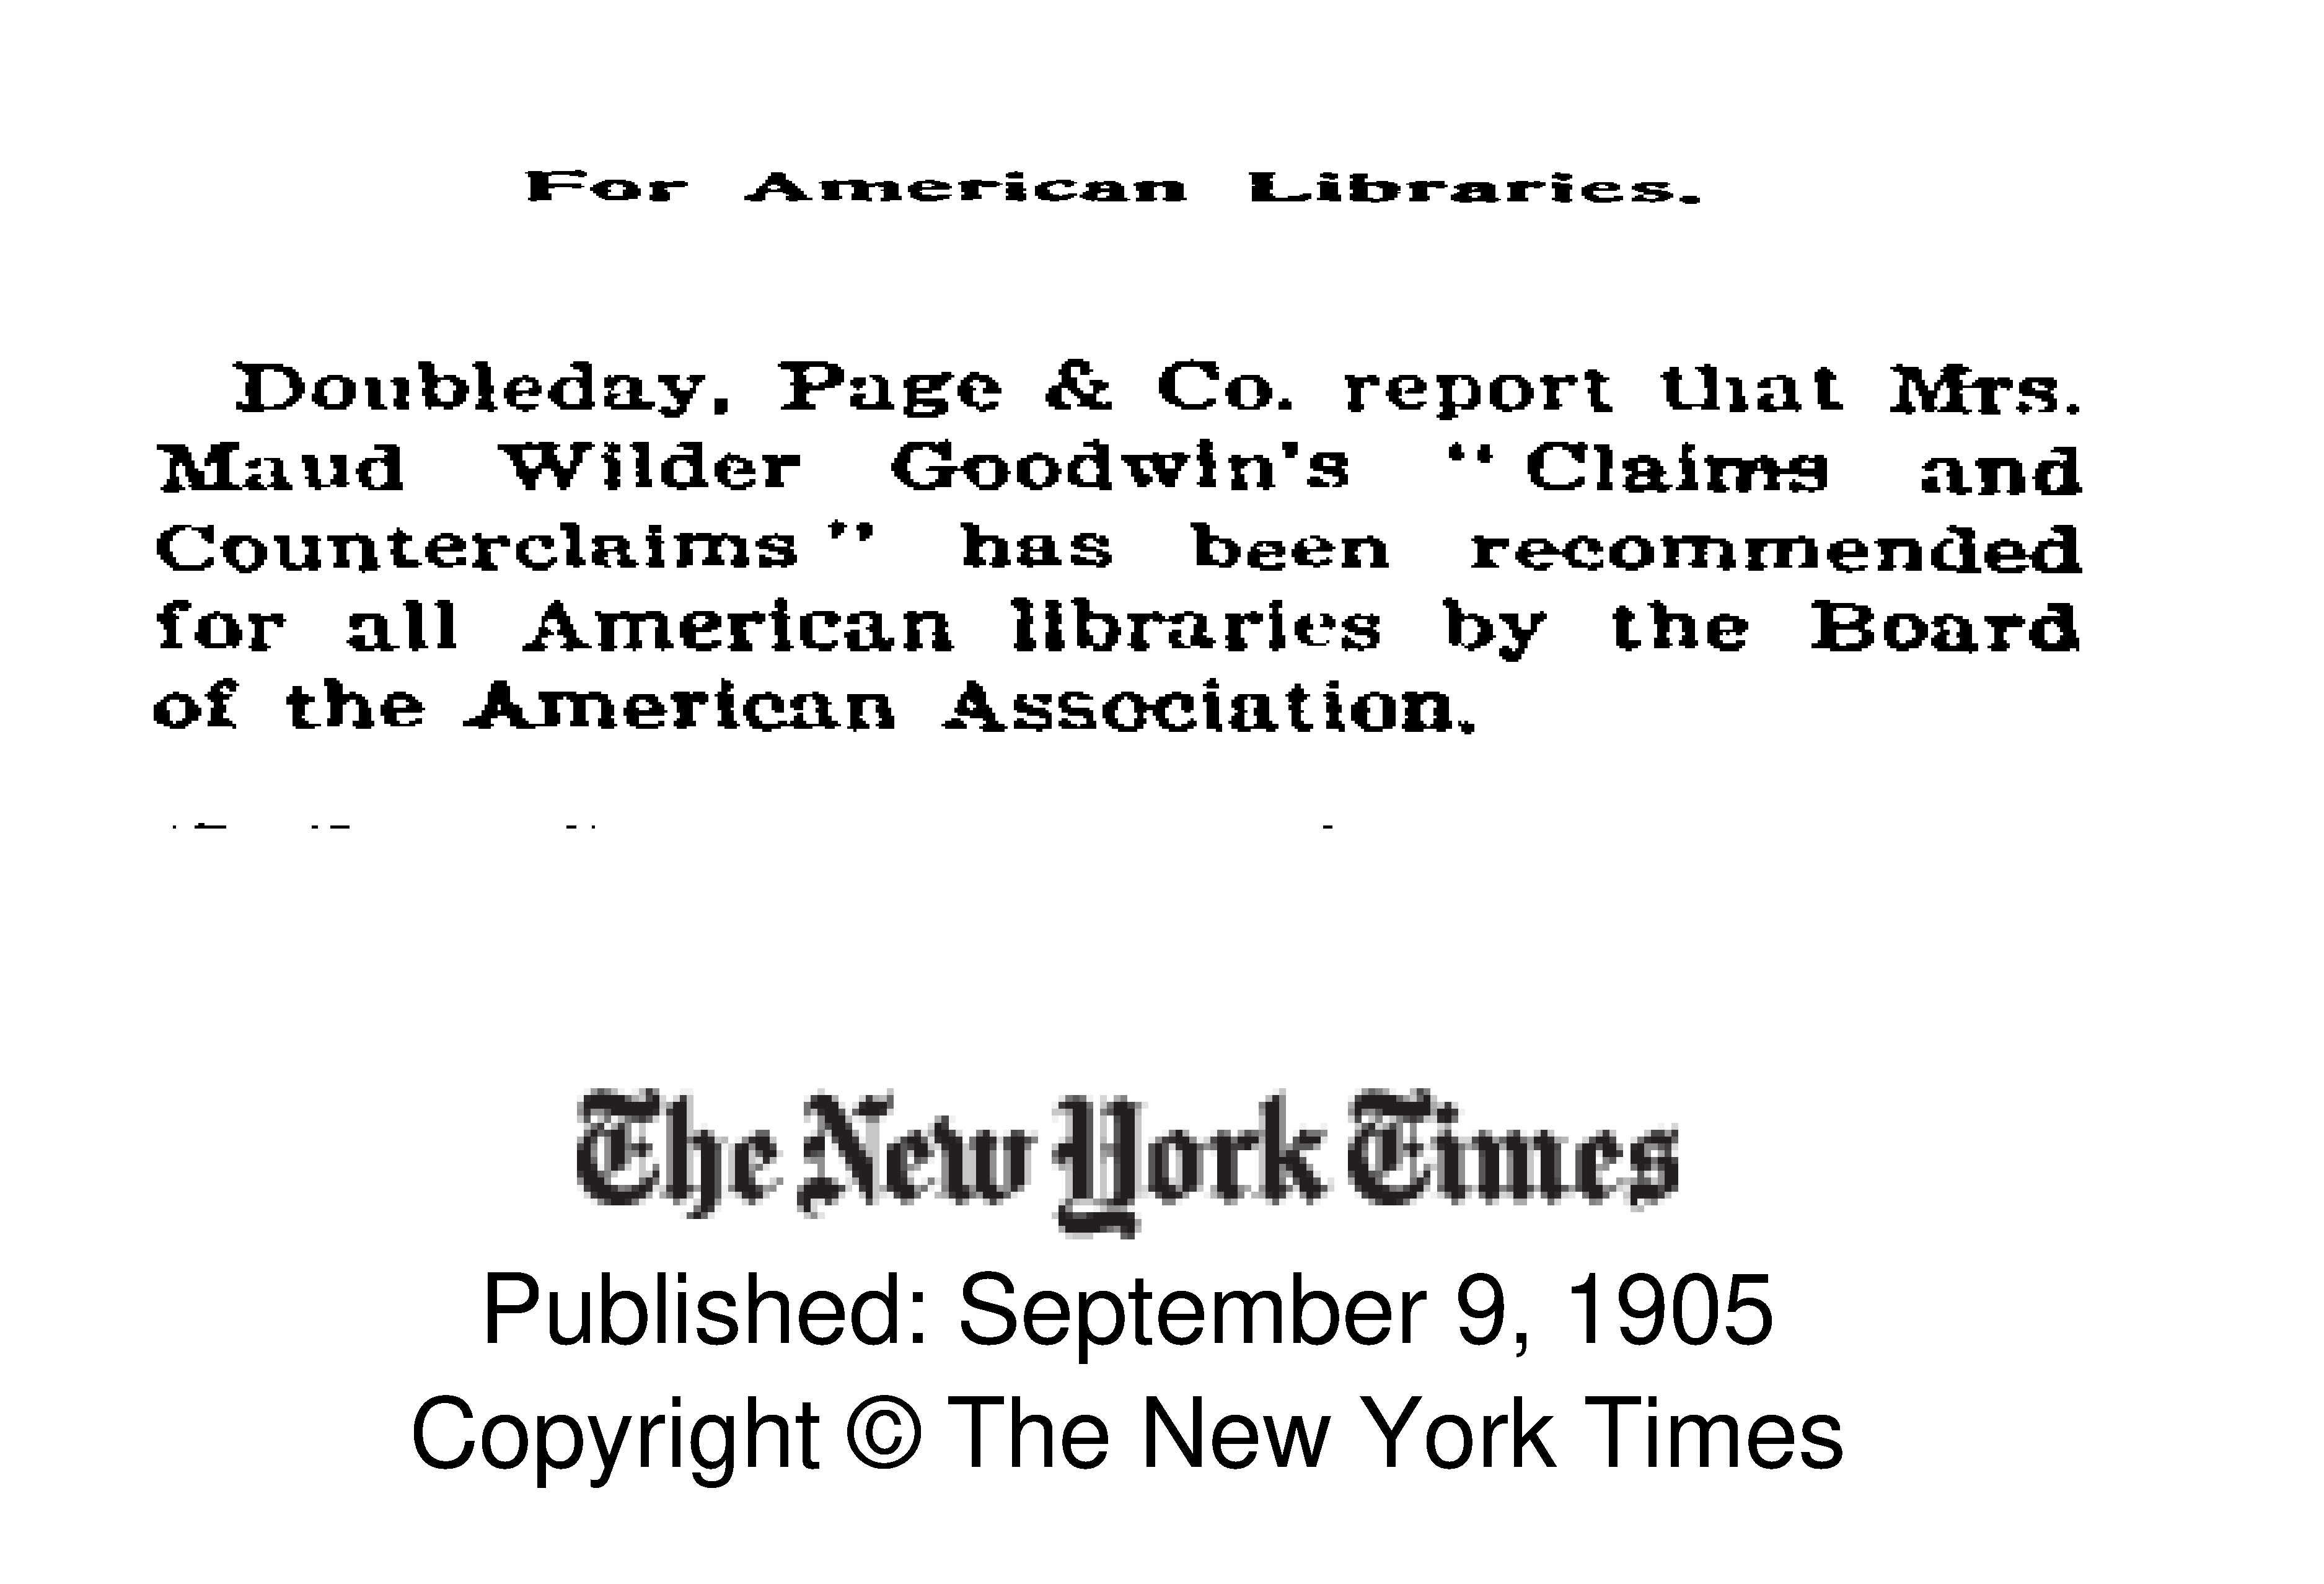 For American Libraries.
Doubleday, Page & Co. report that Mrs.
Maud Wilder Goodwin's "Claims and
Counterclaims" has been recommended
for all American libraries by the Board
of the American Association.
The New York Times
Published: September 9, 1905
Copyright © The New York Times